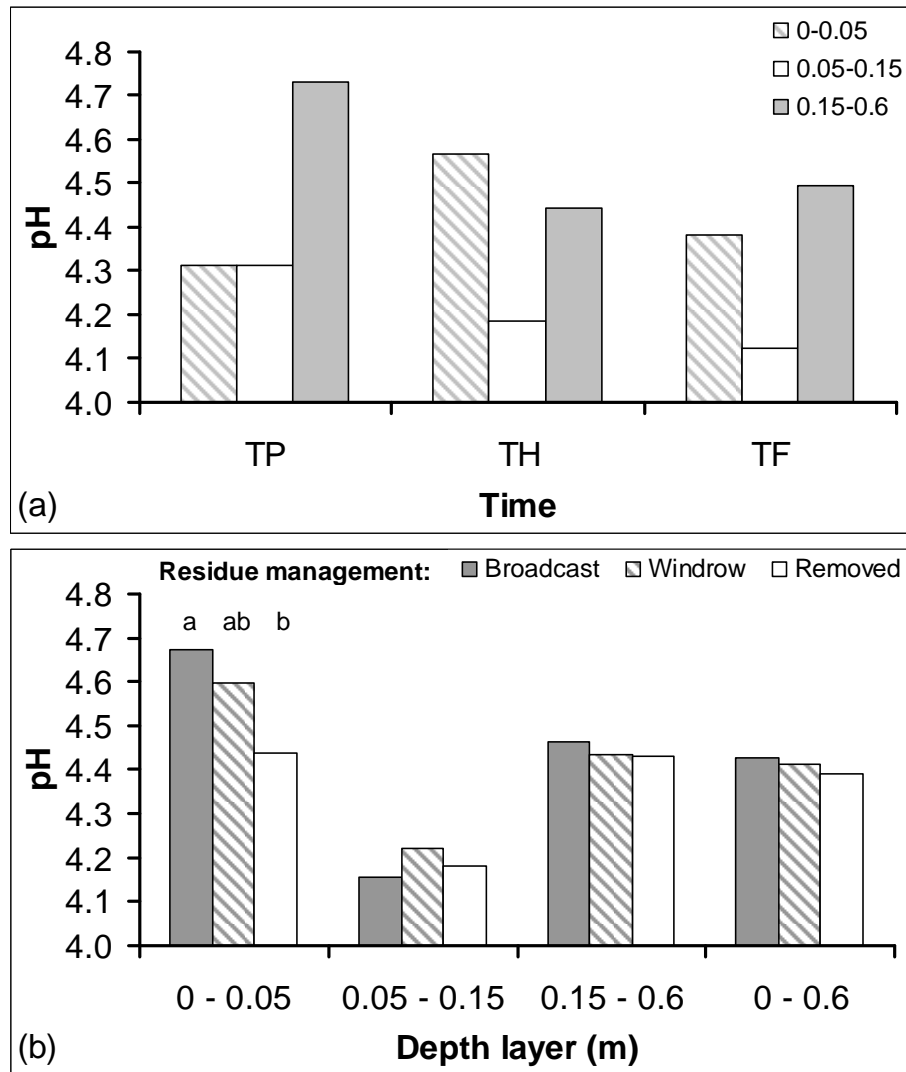 0-0.05
0.05-0.15
0.15-0.6
4.8
4.7
4.6
4.5
4.4
4.3
4.2
4.1
4.0
pH
TP TH TF
Time
(a)
Residue management: Broadcast Windrow Removed
4.8
4.7
4.6
4.5
4.4
4.3
4.2
4.1
4.0
pH
a ab b
0 - 0.05 0.05 - 0.15 0.15 - 0.6 0 - 0.6
Depth layer (m)
(b)